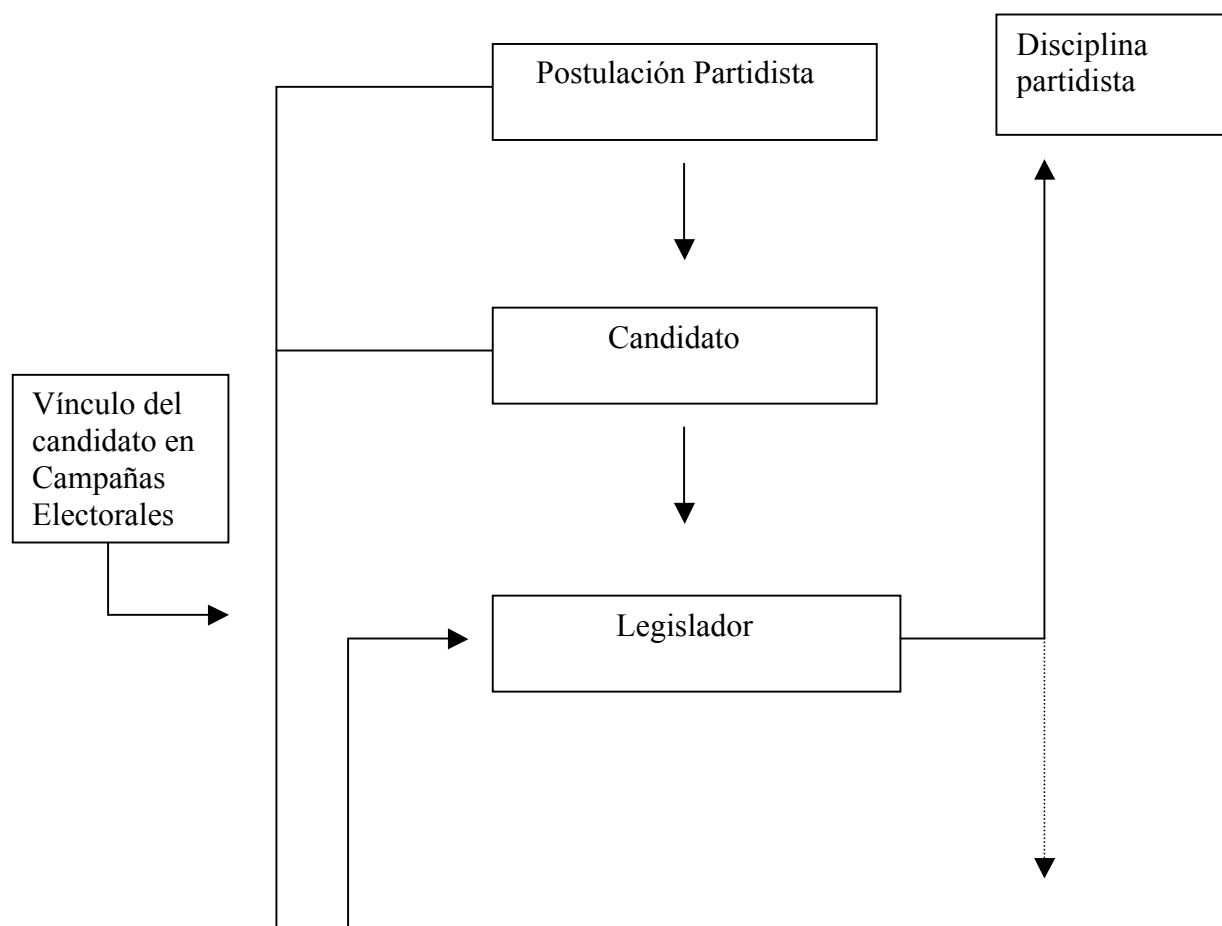 Postulación Partidista
Disciplina
partidista
Candidato
Vínculo del
candidato en
Campañas
Electorales
Legislador